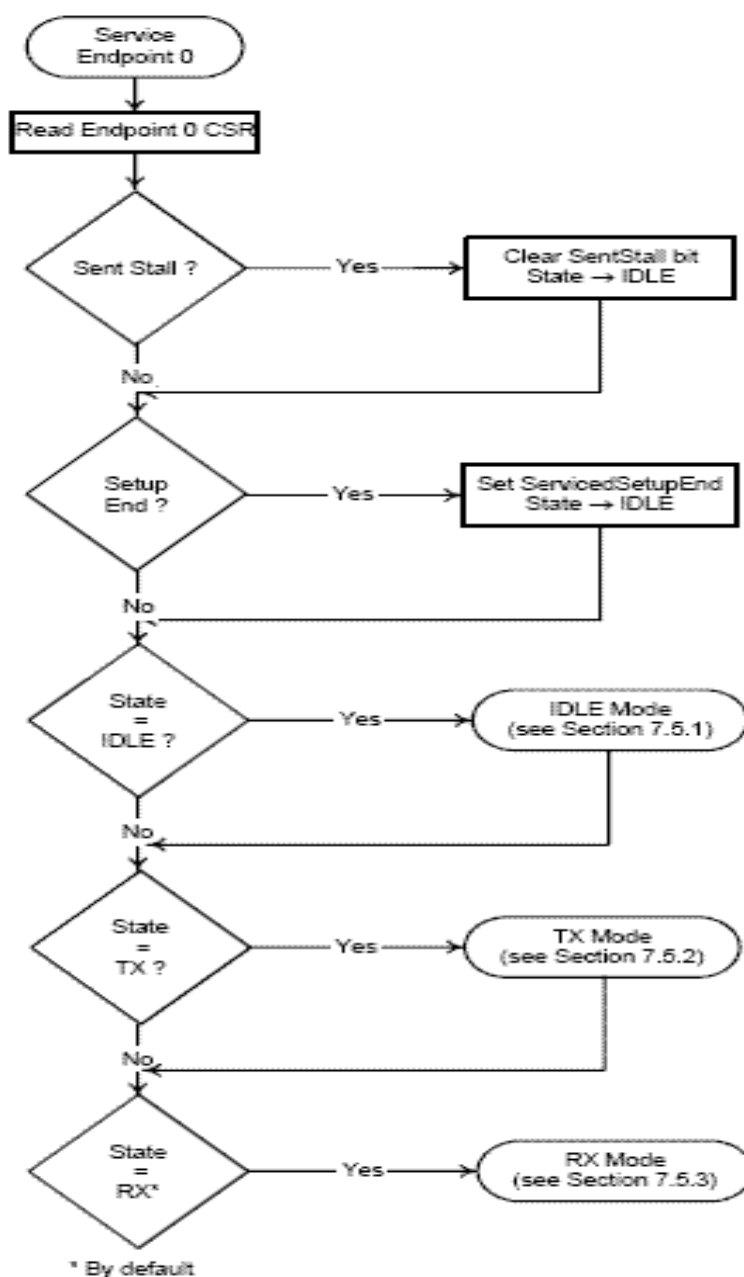 Service
Endpoint 0
Read Endpoint 0 CSR
Sent Stall ?
Yes
Clear SentStall bit
State → IDLE
No
Setup
End ?
Yes
Set ServicedSetupEnd
State → IDLE
No
State
=
IDLE ?
Yes
IDLE Mode
(see Section 7.5.1)
No
State
=
TX ?
Yes
TX Mode
(see Section 7.5.2)
No
State
=
RX*
Yes
RX Mode
(see Section 7.5.3)
* By default